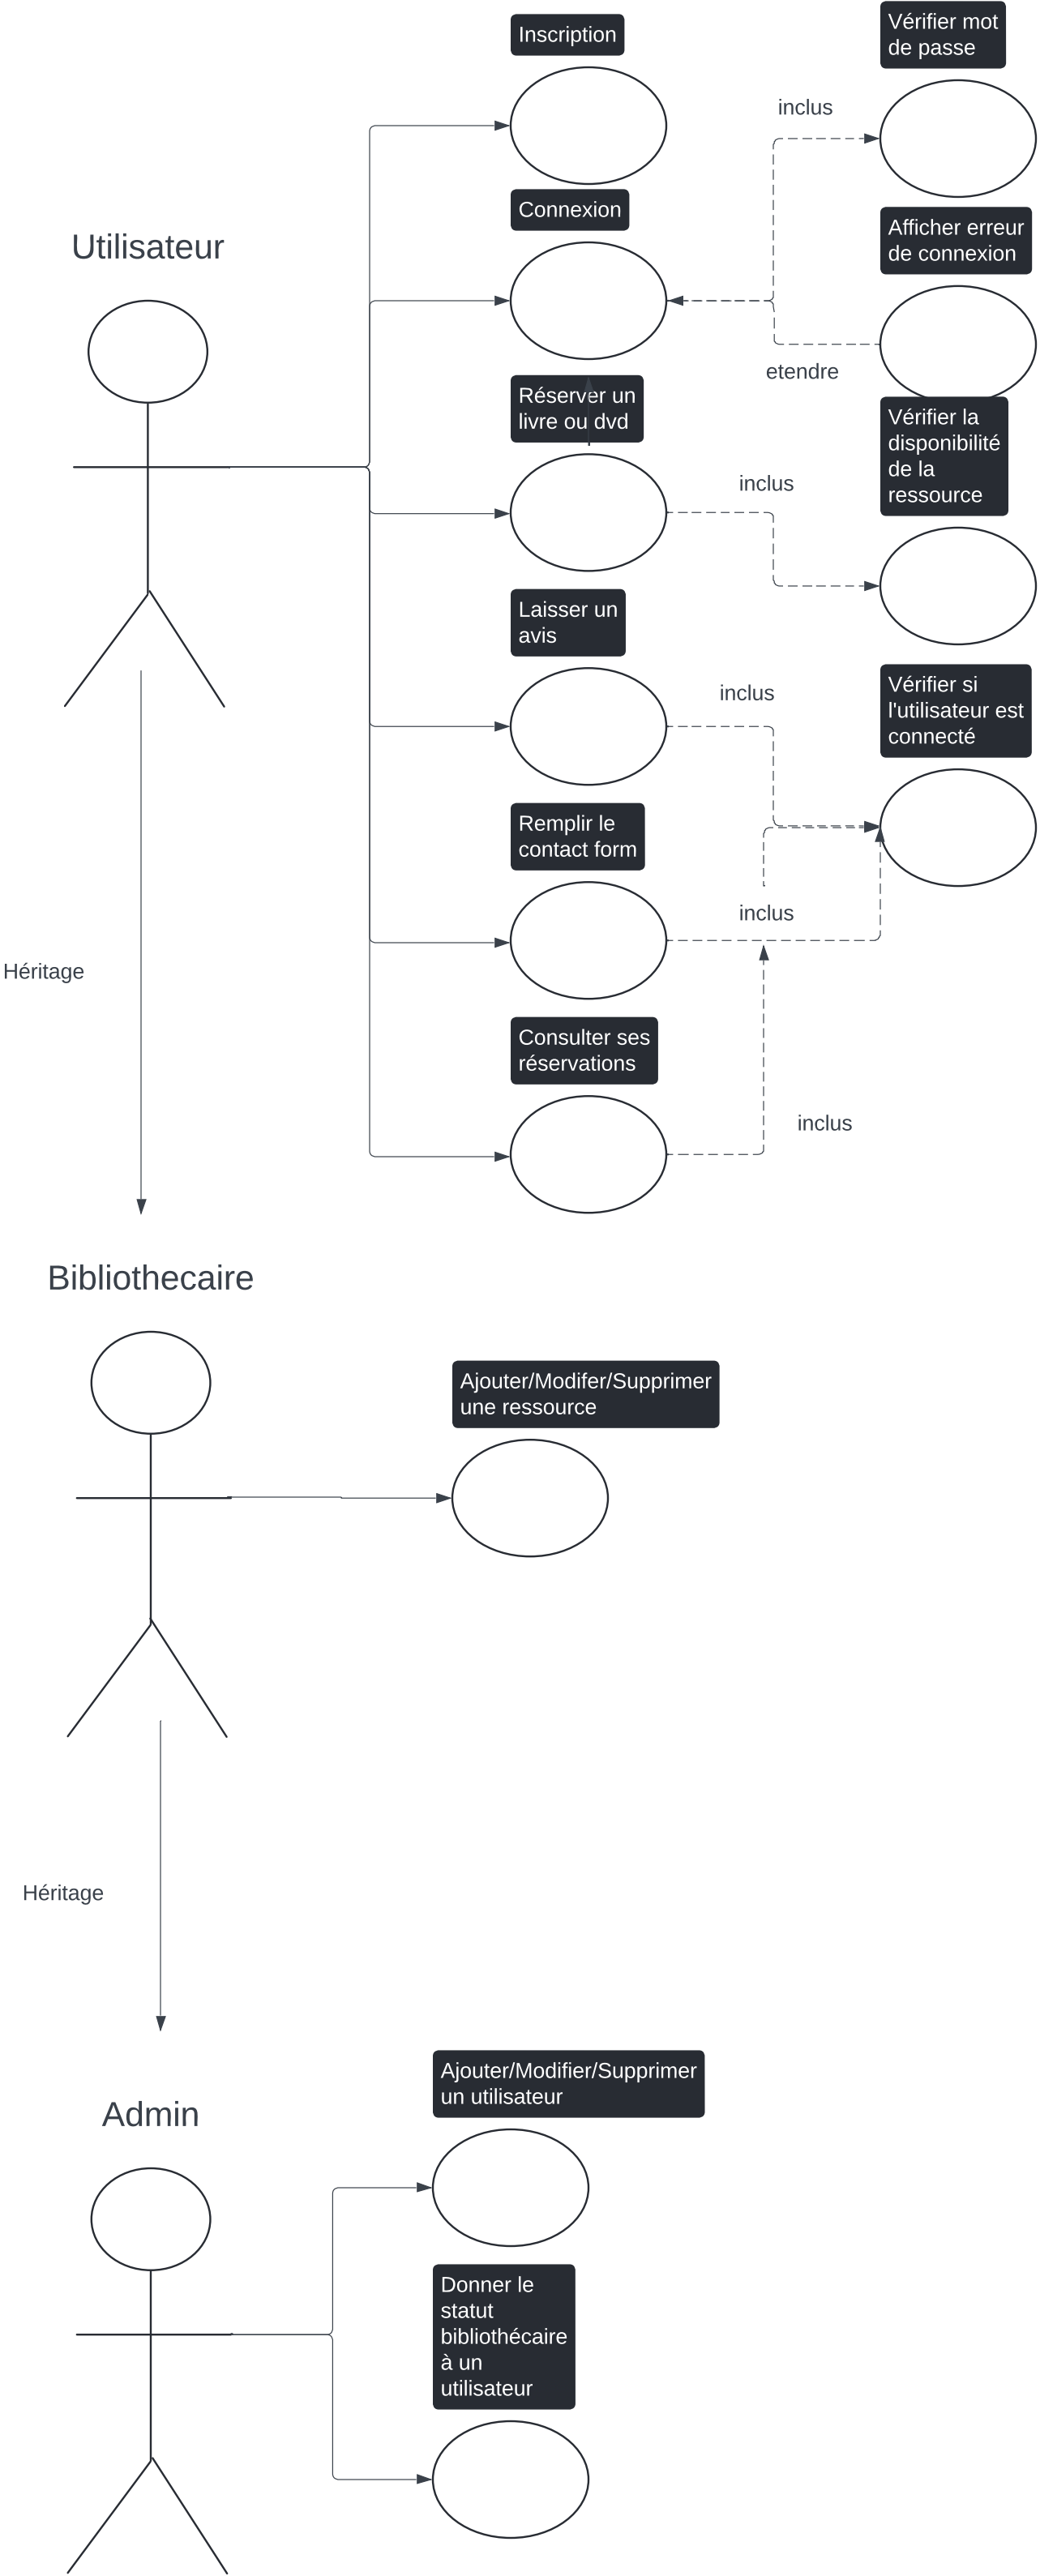 Inscription
Vérifier mot
de passe
inclus
Connexion
Afficher erreur
de connexion
Utilisateur
etendre
Réserver un
livre ou dvd
Vérifier la
disponibilité
de la
ressource
inclus
Laisser un
avis
inclus
Vérifier si
l'utilisateur est
connecté
Remplir le
contact form
inclus
Héritage
Consulter ses
réservations
inclus
Bibliothecaire
Ajouter/Modifer/Supprimer
une ressource
Héritage
Admin
Ajouter/Modifier/Supprimer
un utilisateur
Donner le
statut
bibliothécaire
à un
utilisateur